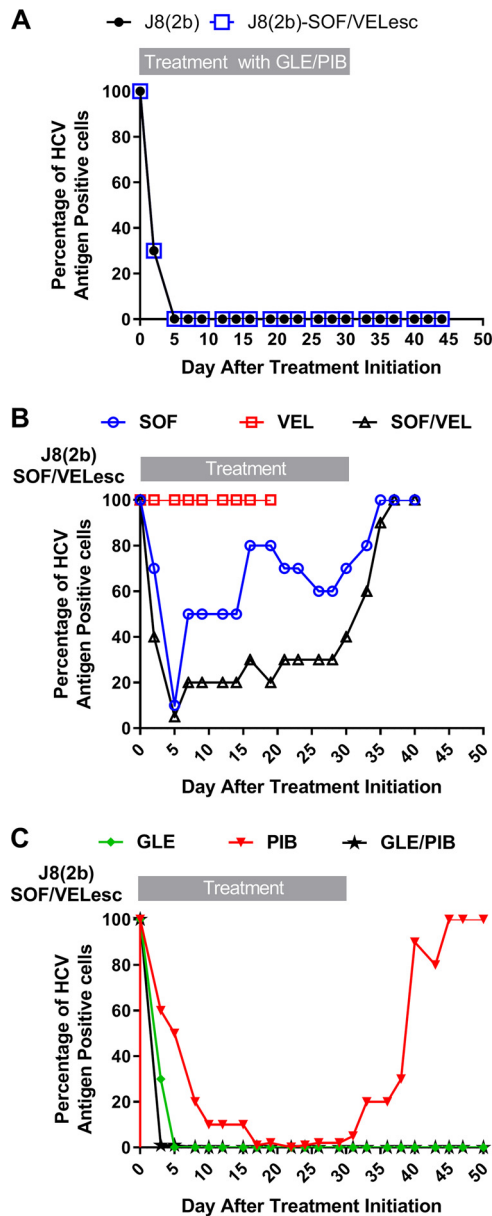 A
J8(2b) J8(2b)-SOF/VELesc
Treatment with GLE/PIB
Percentage of HCV
Antigen Positive cells
100
80
60
40
20
0
0 5 10 15 20 25 30 35 40 45 50
Day After Treatment Initiation
B
SOF VEL SOF/VEL
J8(2b)
SOF/VELesc
Treatment
Percentage of HCV
Antigen Positive cells
100
80
60
40
20
0
0 5 10 15 20 25 30 35 40 45 50
Day After Treatment Initiation
C
GLE PIB GLE/PIB
J8(2b)
SOF/VELesc
Treatment
Percentage of HCV
Antigen Positive cells
100
80
60
40
20
0
0 5 10 15 20 25 30 35 40 45 50
Day After Treatment Initiation